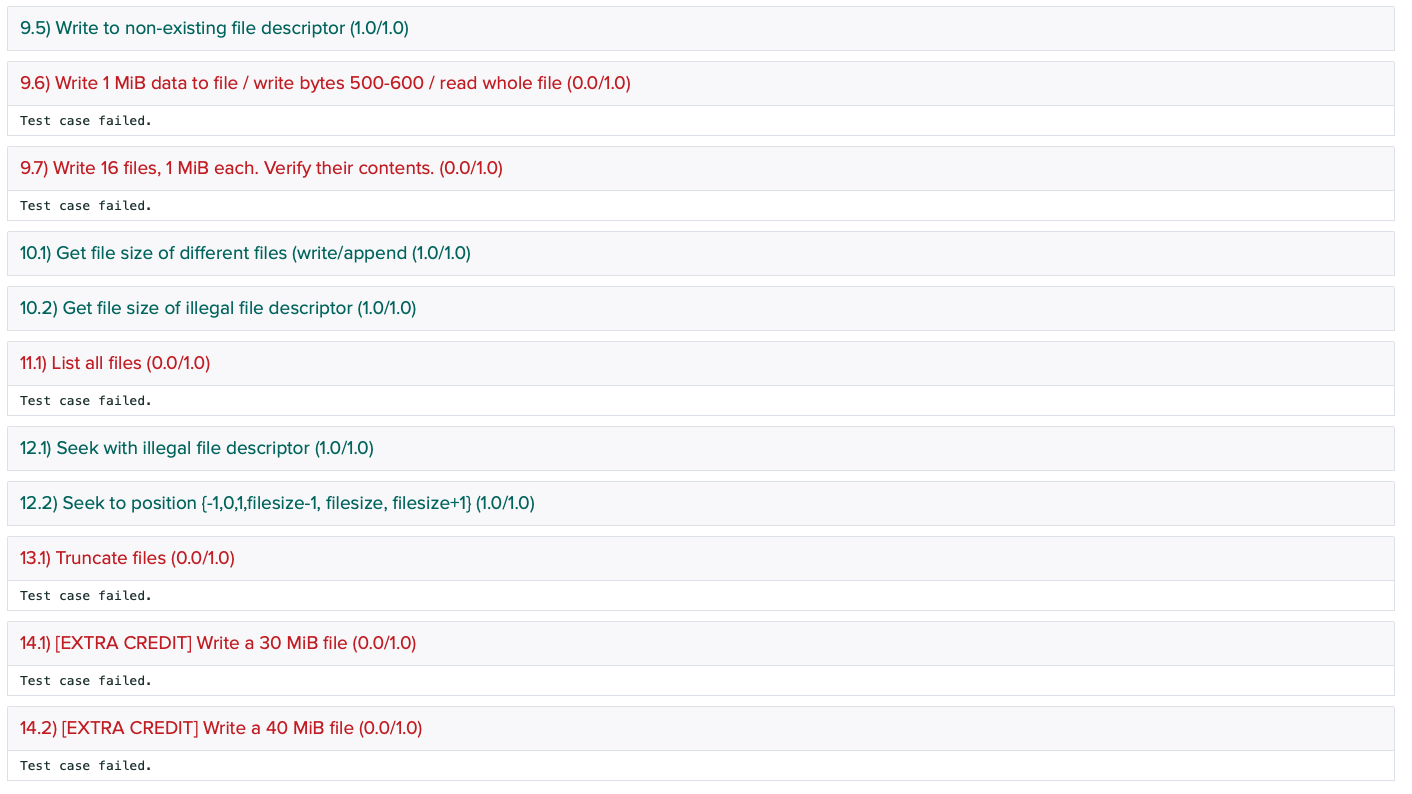 9.5) Write to non-existing file descriptor (1.0/1.0)
9.6) Write 1 MiB data to file / write bytes 500-600 / read whole file (0.0/1.0)
Test case failed.
9.7) Write 16 files, 1 MiB each. Verify their contents. (0.0/1.0)
Test case failed.
10.1) Get file size of different files (write/append (1.0/1.0)
10.2) Get file size of illegal file descriptor (1.0/1.0)
11.1) List all files (0.0/1.0)
Test case failed.
12.1) Seek with illegal file descriptor (1.0/1.0)
12.2) Seek to position {-1,0,1,filesize-1, filesize, filesize+1} (1.0/1.0)
13.1) Truncate files (0.0/1.0)
Test case failed.
14.1) [EXTRA CREDIT] Write a 30 MiB file (0.0/1.0)
Test case failed.
14.2) [EXTRA CREDIT] Write a 40 MiB file (0.0/1.0)
Test case failed.